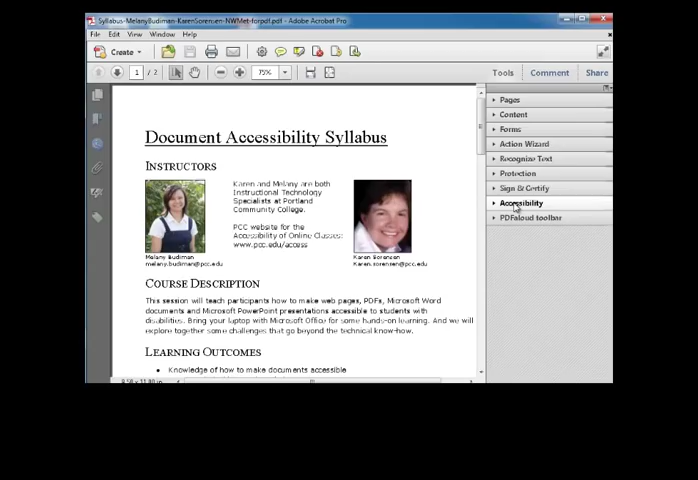 Syllabus-MelanyBudiman-KarenSorensen-NWMet-forpdf.pdf - Adobe Acrobat Pro
File Edit View Window Help
Create
1 / 2 75% Tools Comment Share
Document Accessibility Syllabus
INSTRUCTORS
Karen and Melany are both
Instructional Technology
Specialists at Portland
Community College.
PCC website for the
Accessibility of Online Classes:
www.pcc.edu/access
Melany Budiman
melany.budiman@pcc.edu
Karen Sorensen
Karen.sorensen@pcc.edu
COURSE DESCRIPTION
This session will teach participants how to make web pages, PDFs, Microsoft Word
documents and Microsoft PowerPoint presentations accessible to students with
disabilities. Bring your laptop with Microsoft Office for some hands-on learning. And we will
explore together some challenges that go beyond the technical know-how.
LEARNING OUTCOMES
• Knowledge of how to make documents accessible
Pages
Content
Forms
Action Wizard
Recognize Text
Protection
Sign & Certify
Accessibility
PDFaloud toolbar